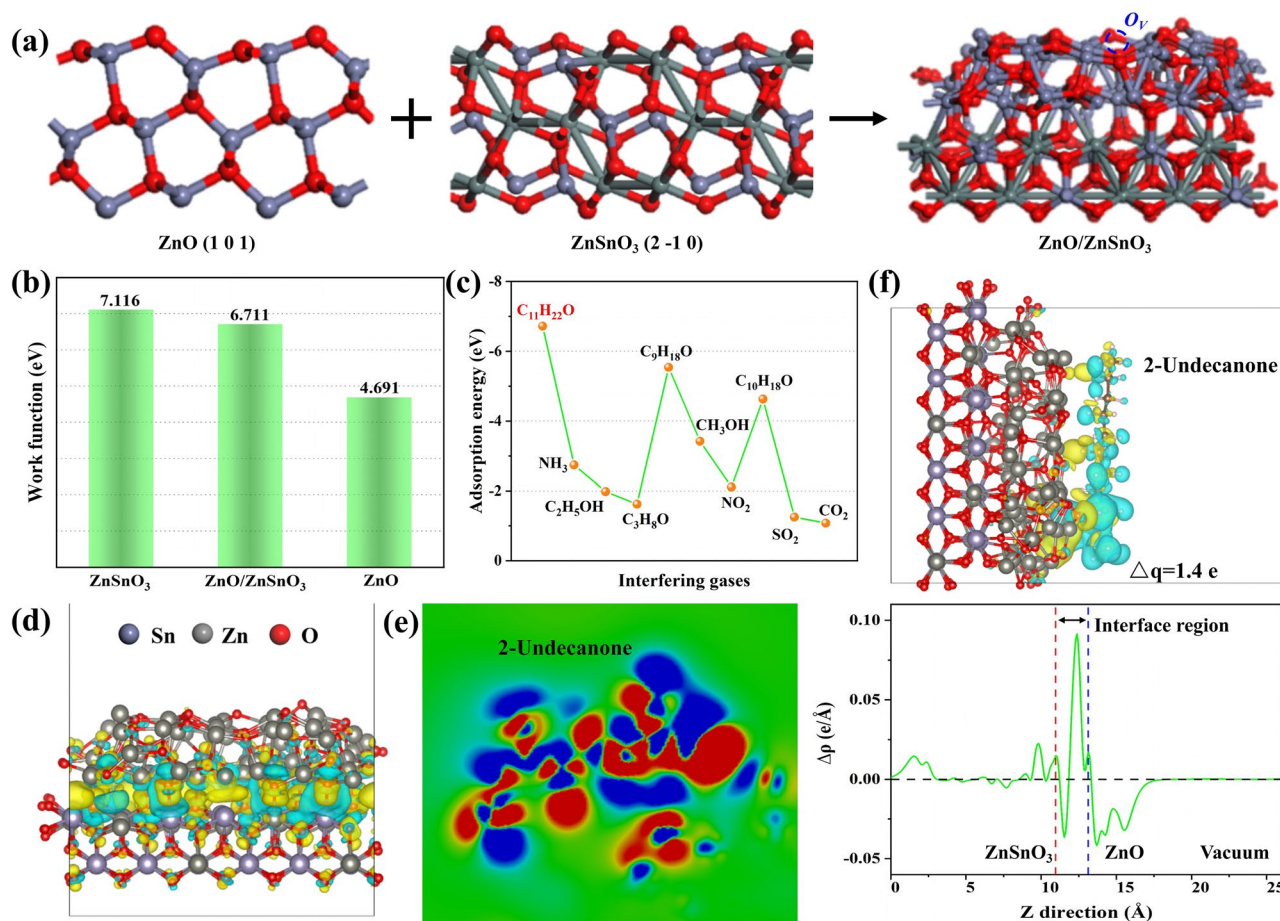 (a)
O_V
ZnO (1 0 1)
ZnSnO₃ (2 -1 0)
ZnO/ZnSnO₃
(b)
Work function (eV)
7.116
6.711
4.691
ZnSnO₃
ZnO/ZnSnO₃
ZnO
(c)
Adsorption energy (eV)
-8
-6
-4
-2
0
C₁₁H₂₂O
NH₃
C₂H₅OH
C₃H₈O
C₉H₁₈O
CH₃OH
NO₂
C₁₀H₁₈O
SO₂
CO₂
Interfering gases
(f)
2-Undecanone
△q=1.4 e
(d)
Sn Zn O
(e)
2-Undecanone
Δρ (e/Å)
0.10
0.05
0.00
-0.05
Interface region
ZnSnO₃
ZnO
Vacuum
0 5 10 15 20 25
Z direction (Å)